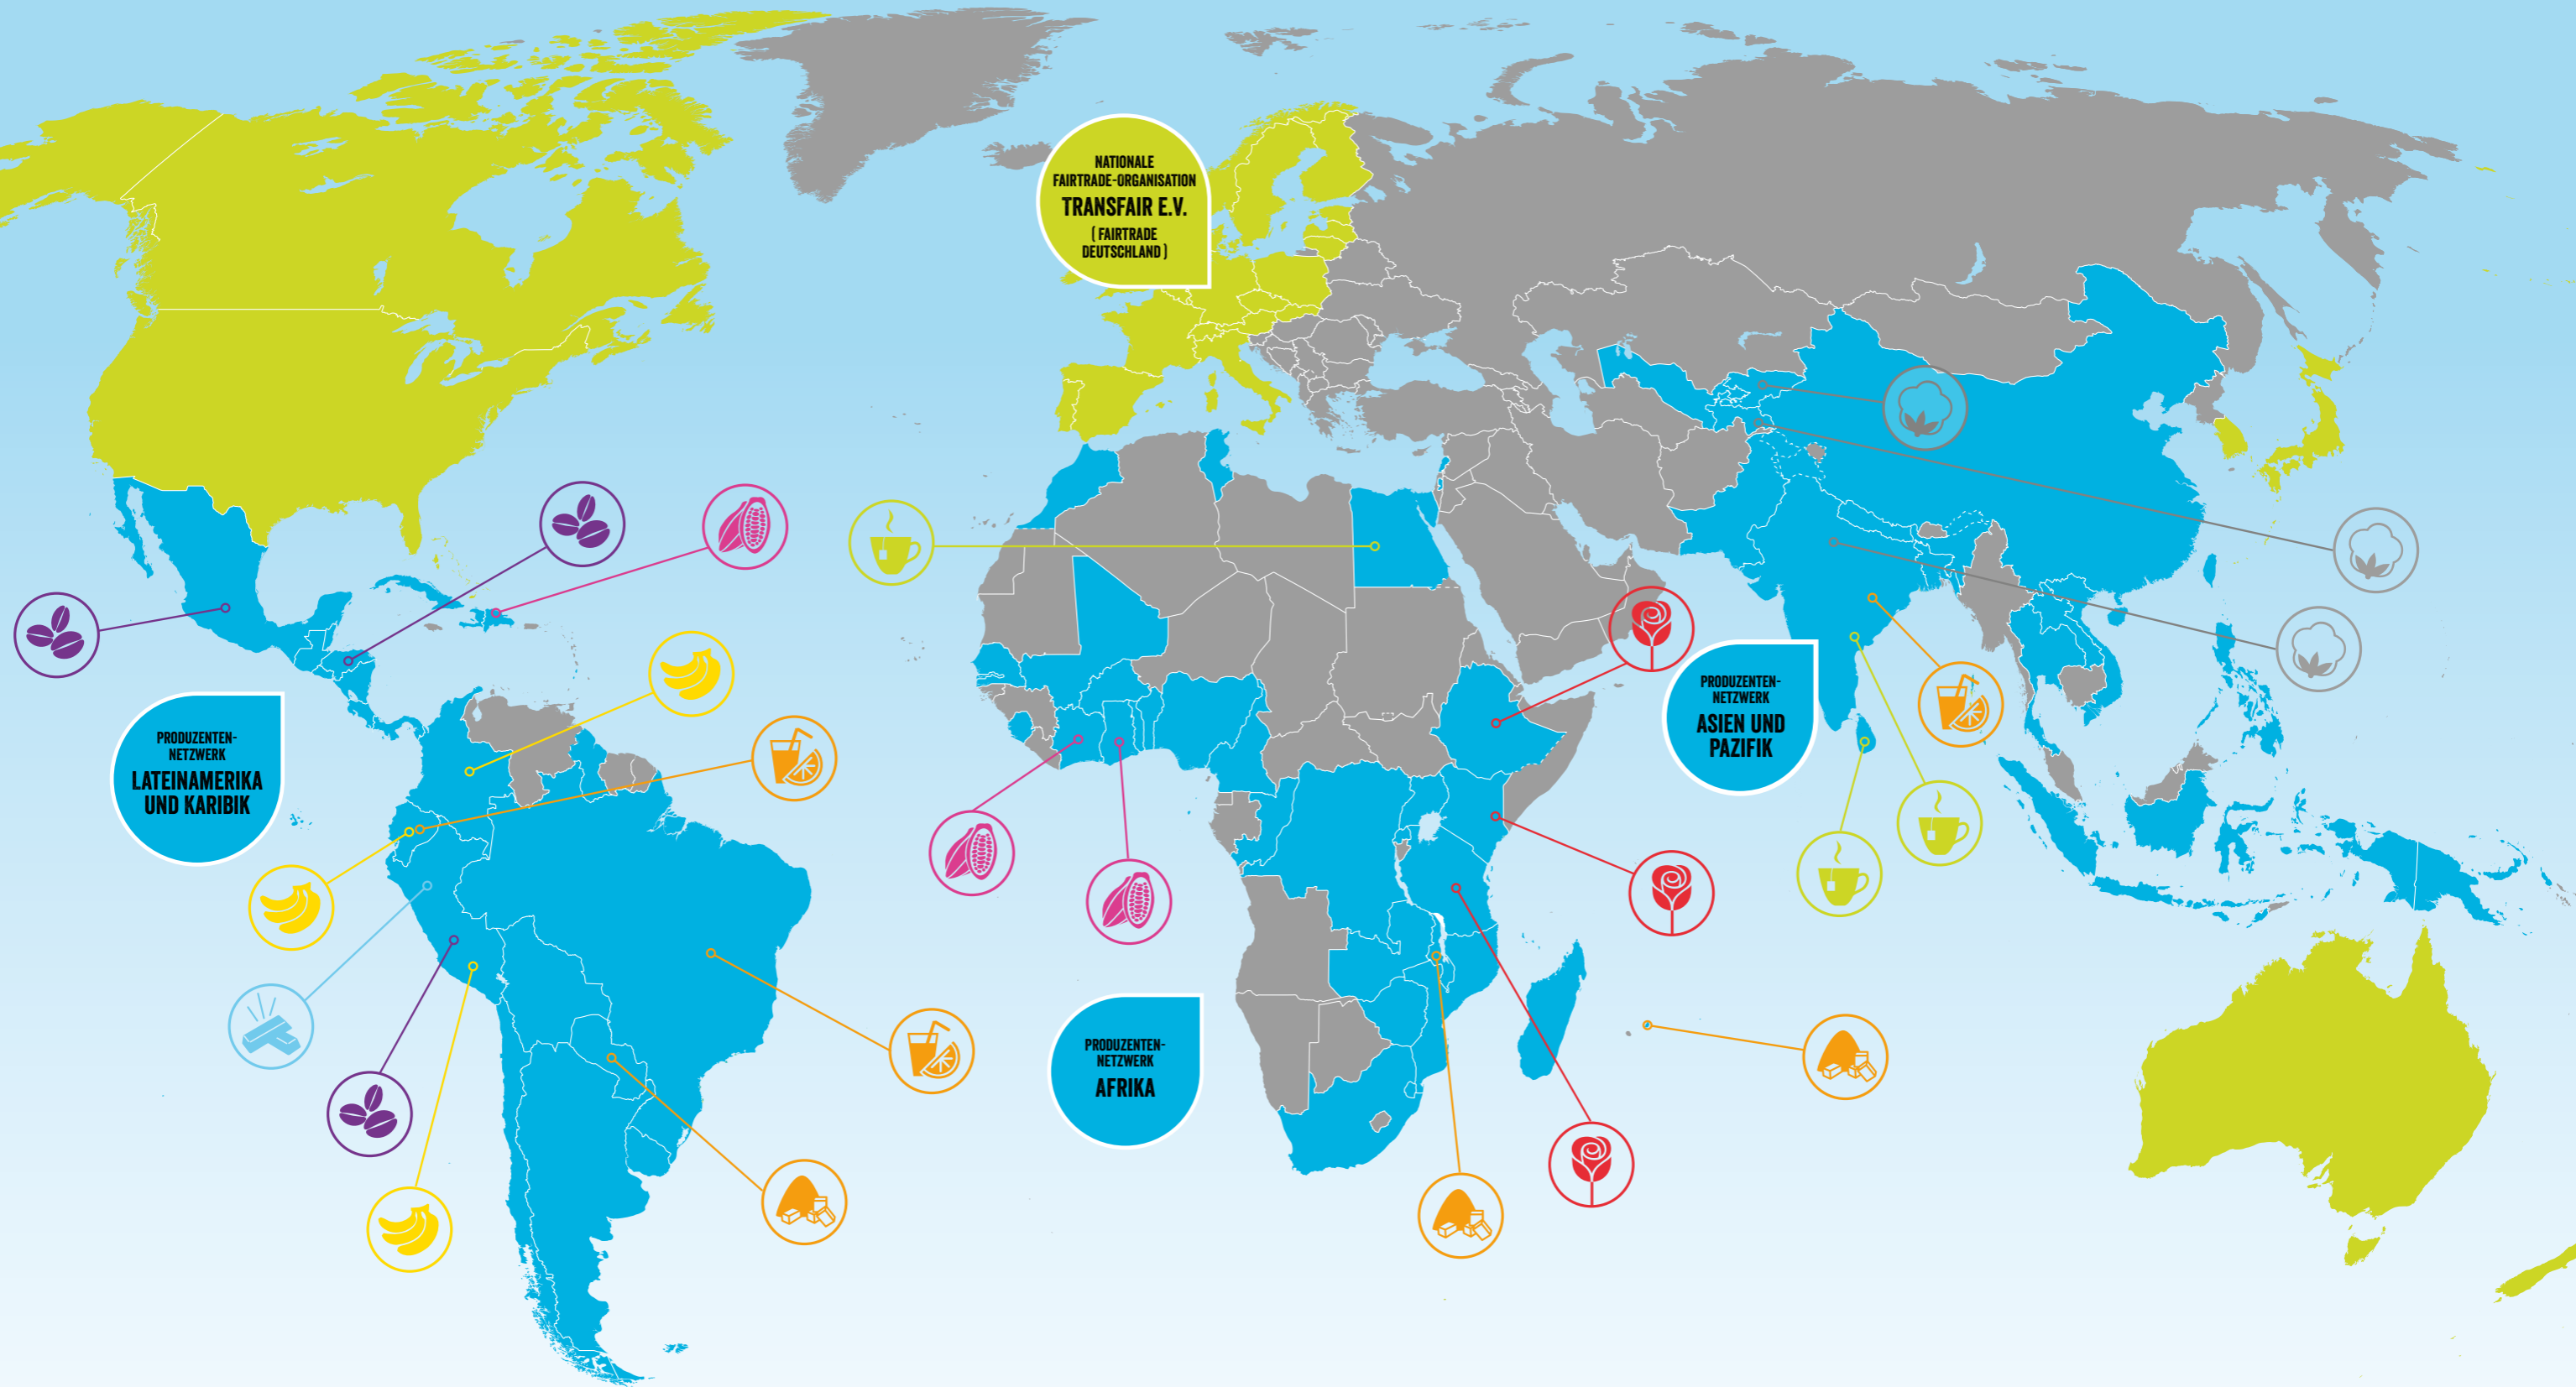 NATIONALE
FAIRTRADE-ORGANISATION
TRANSFAIR E.V.
( FAIRTRADE
DEUTSCHLAND )
PRODUZENTEN-
NETZWERK
LATEINAMERIKA
UND KARIBIK
PRODUZENTEN-
NETZWERK
ASIEN UND
PAZIFIK
PRODUZENTEN-
NETZWERK
AFRIKA